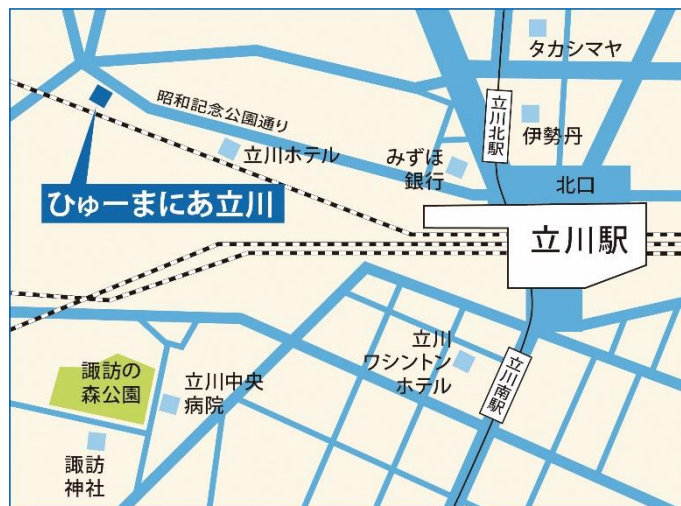 タカシマヤ
立川北駅
伊勢丹
昭和記念公園通り
立川ホテル
みずほ
銀行
北口
ひゅーまにあ立川
立川駅
立川
ワシントン
ホテル
立川南駅
諏訪の
森公園
立川中央
病院
諏訪
神社